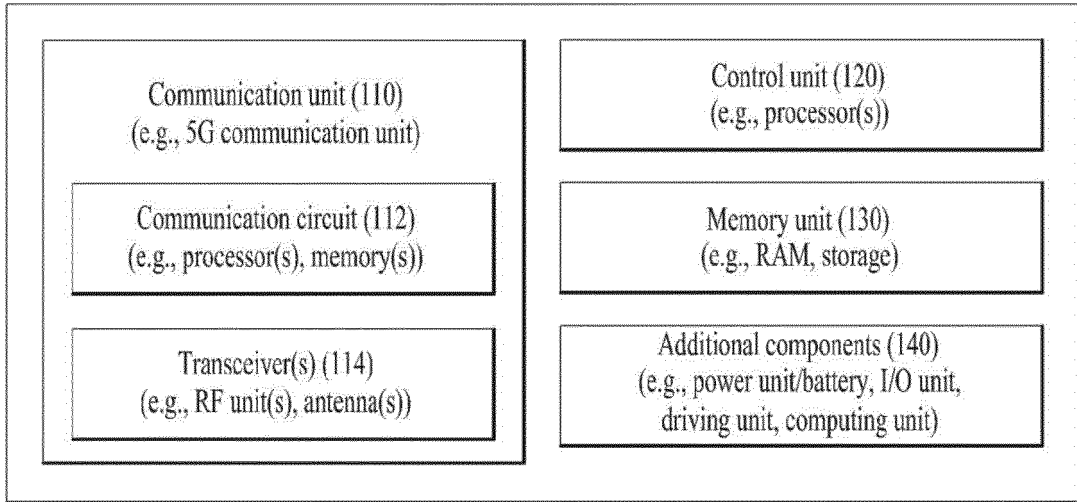 Communication unit (110)
(e.g., 5G communication unit)
Communication circuit (112)
(e.g., processor(s), memory(s))
Transceiver(s) (114)
(e.g., RF unit(s), antenna(s))
Control unit (120)
(e.g., processor(s))
Memory unit (130)
(e.g., RAM, storage)
Additional components (140)
(e.g., power unit/battery, I/O unit,
driving unit, computing unit)